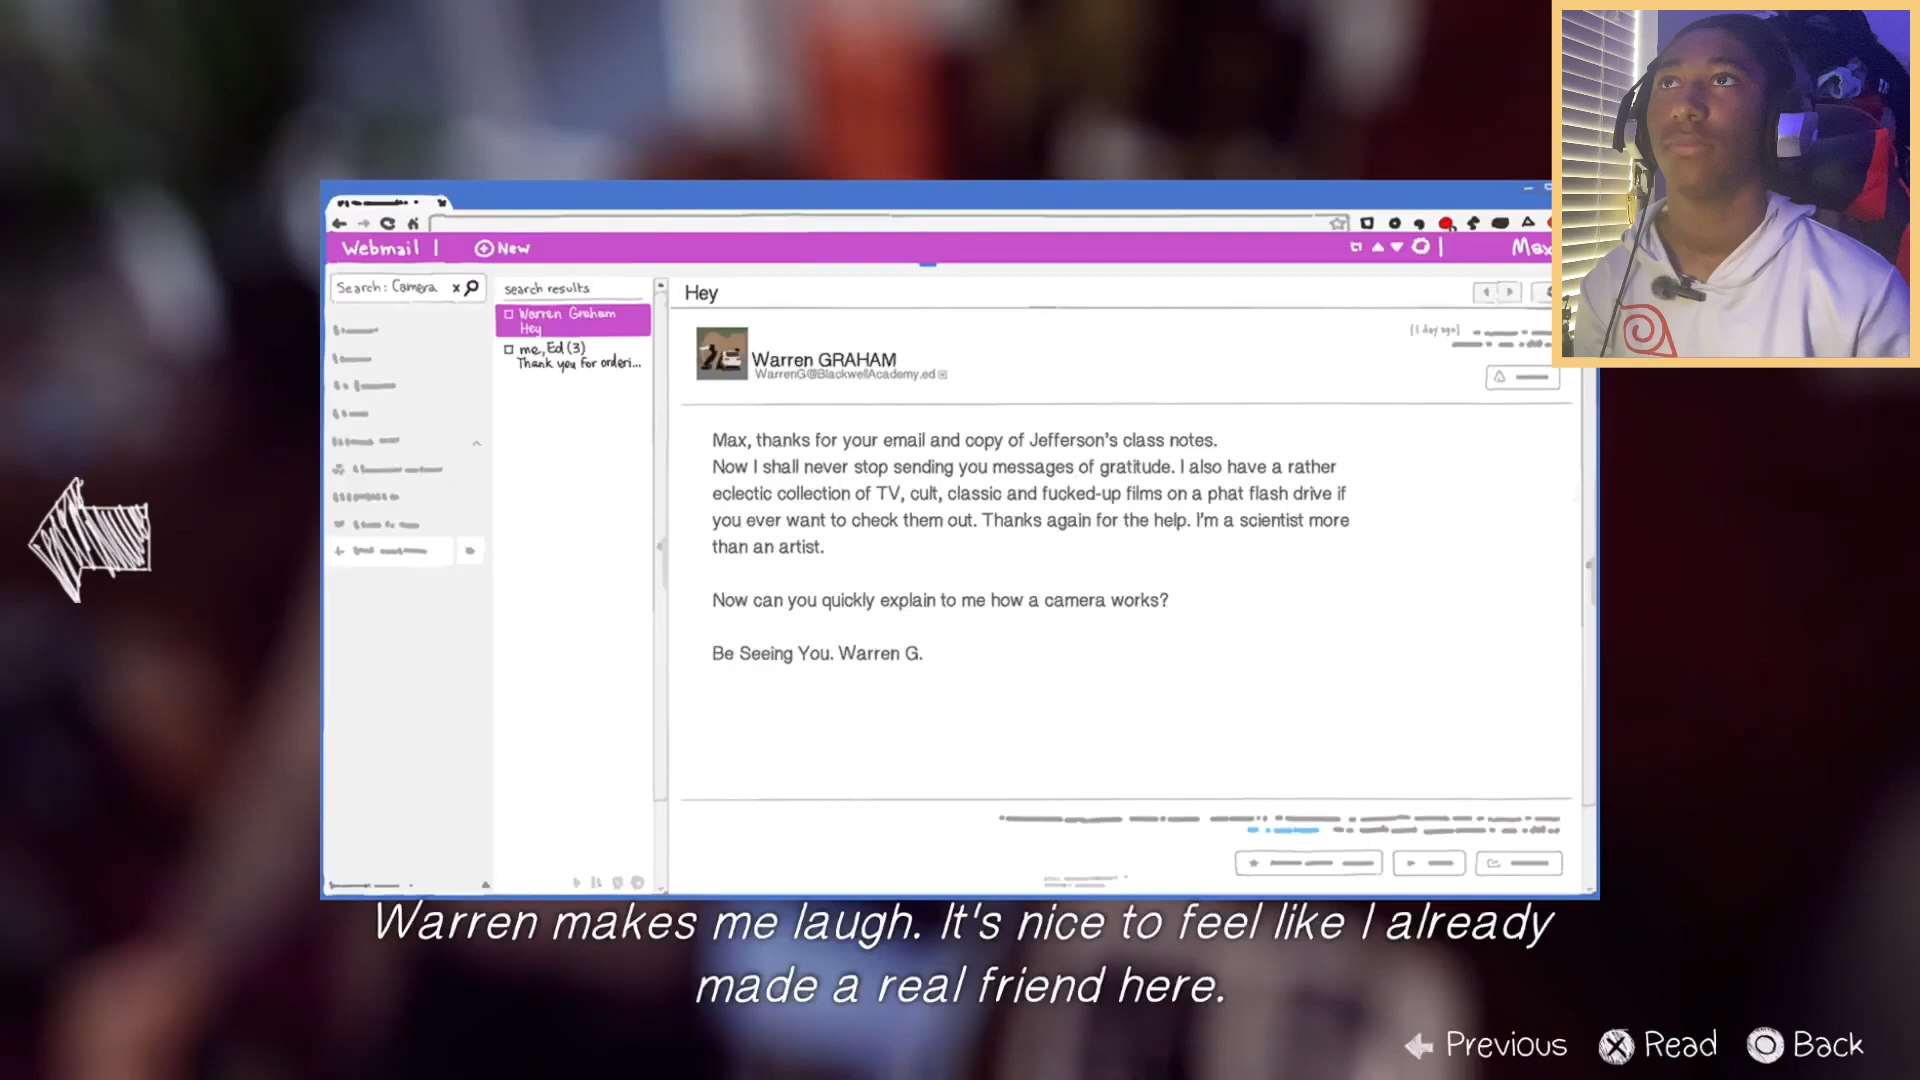 Webmail |
New
Max
Search: Camera x
search results
Warren Graham
Hey
me, Ed (3)
Thank you for orderi...
Hey
[1 day ago]
Warren GRAHAM
WarrenG@BlackwellAcademy.ed
Max, thanks for your email and copy of Jefferson's class notes.
Now I shall never stop sending you messages of gratitude. I also have a rather
eclectic collection of TV, cult, classic and fucked-up films on a phat flash drive if
you ever want to check them out. Thanks again for the help. I'm a scientist more
than an artist.
Now can you quickly explain to me how a camera works?
Be Seeing You. Warren G.
Warren makes me laugh. It's nice to feel like I already
made a real friend here.
Previous
Read
Back